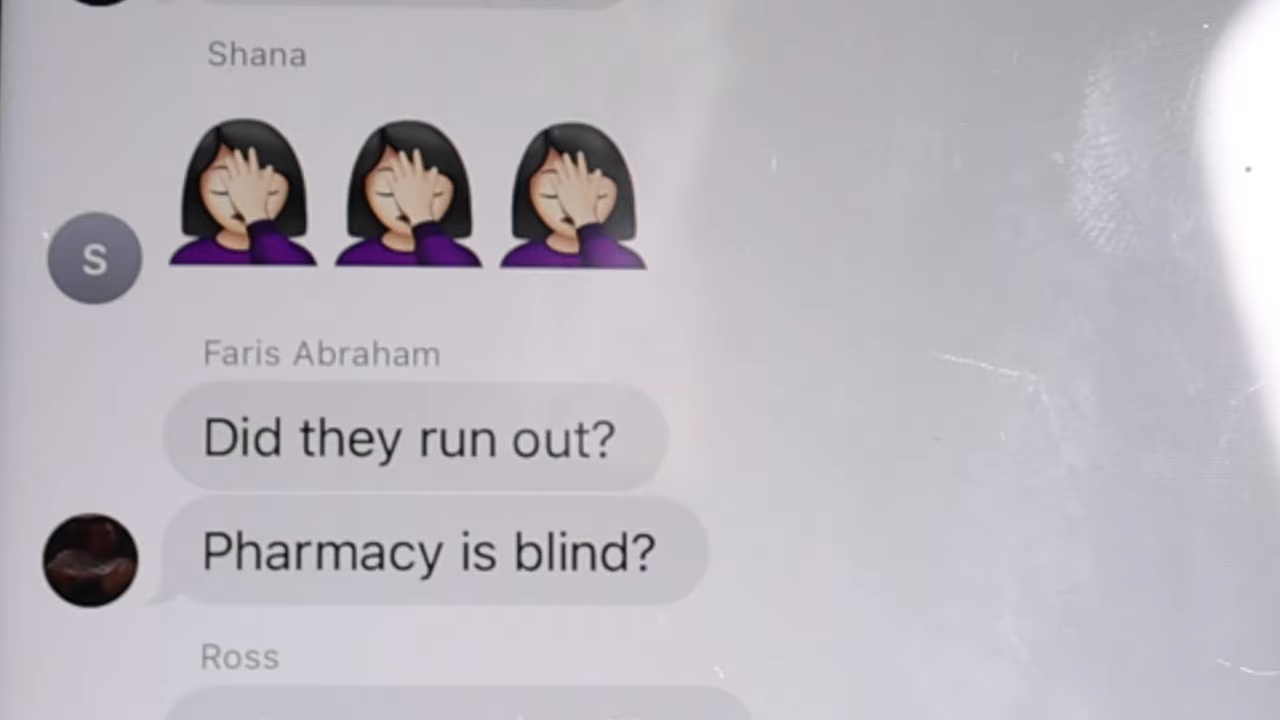 Shana
S
Faris Abraham
Did they run out?
Pharmacy is blind?
Ross